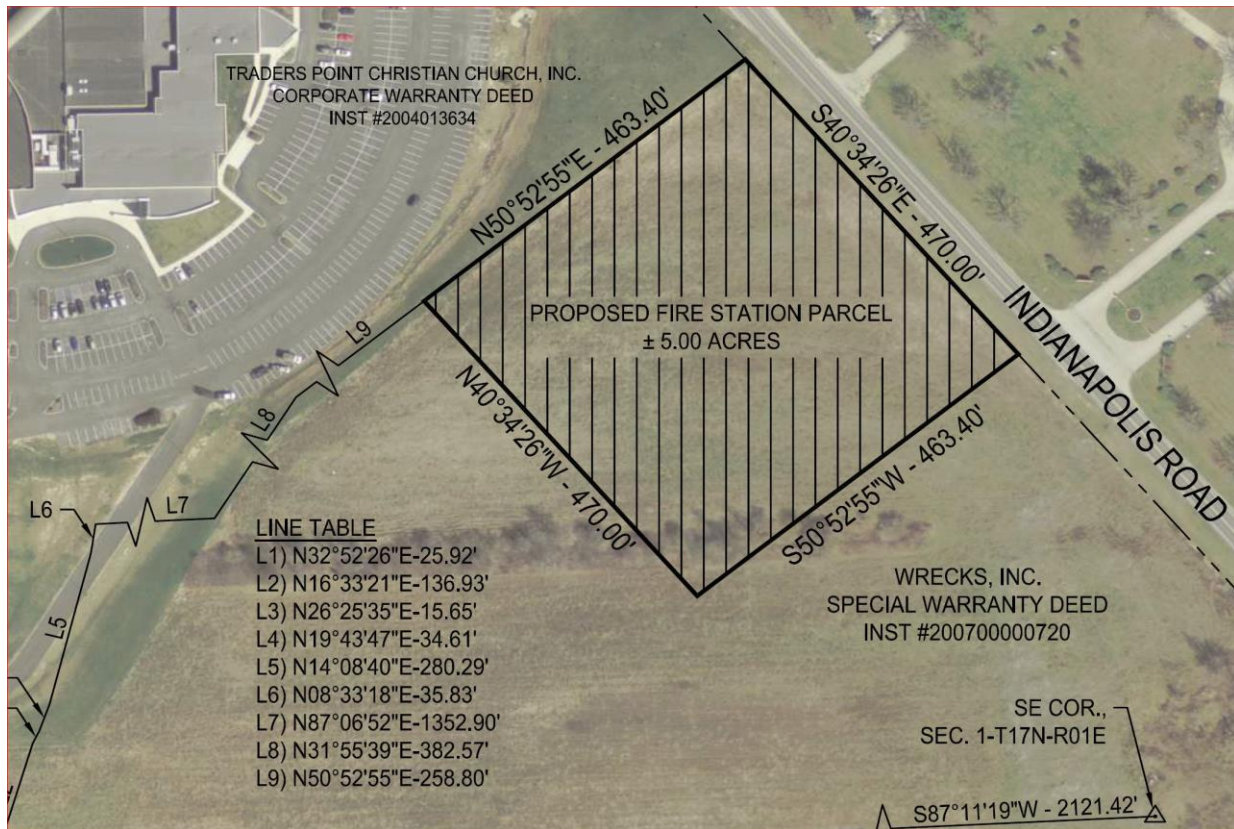 TRADERS POINT CHRISTIAN CHURCH, INC.
CORPORATE WARRANTY DEED
INST #2004013634
N50°52'55"E - 463.40'
S40°34'26"E - 470.00'
INDIANAPOLIS ROAD
PROPOSED FIRE STATION PARCEL
± 5.00 ACRES
N40°34'26"W - 470.00'
S50°52'55"W - 463.40'
L9
L8
L7
L6
L5
LINE TABLE
L1) N32°52'26"E-25.92'
L2) N16°33'21"E-136.93'
L3) N26°25'35"E-15.65'
L4) N19°43'47"E-34.61'
L5) N14°08'40"E-280.29'
L6) N08°33'18"E-35.83'
L7) N87°06'52"E-1352.90'
L8) N31°55'39"E-382.57'
L9) N50°52'55"E-258.80'
WRECKS, INC.
SPECIAL WARRANTY DEED
INST #200700000720
SE COR.,
SEC. 1-T17N-R01E
S87°11'19"W - 2121.42'